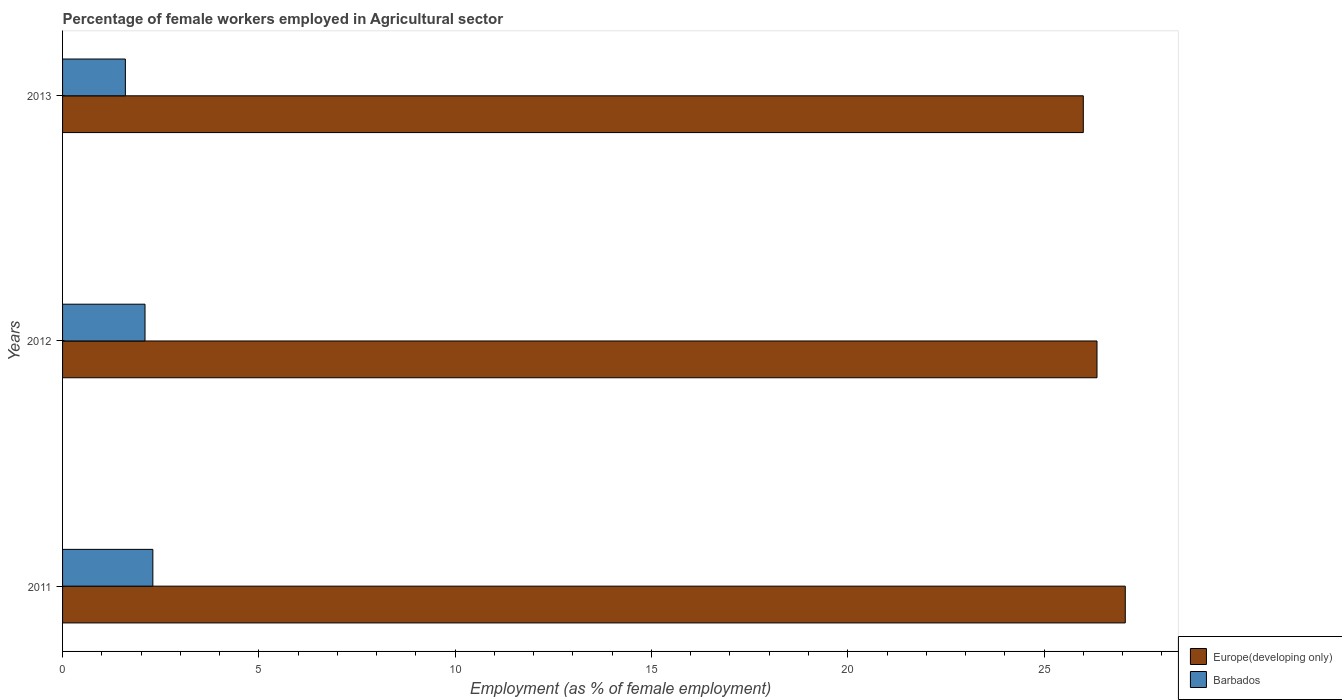 Percentage of female workers employed in Agricultural sector
2013
2012
2011
Years
0
5
10
15
20
25
Employment (as % of female employment)
Europe(developing only)
Barbados